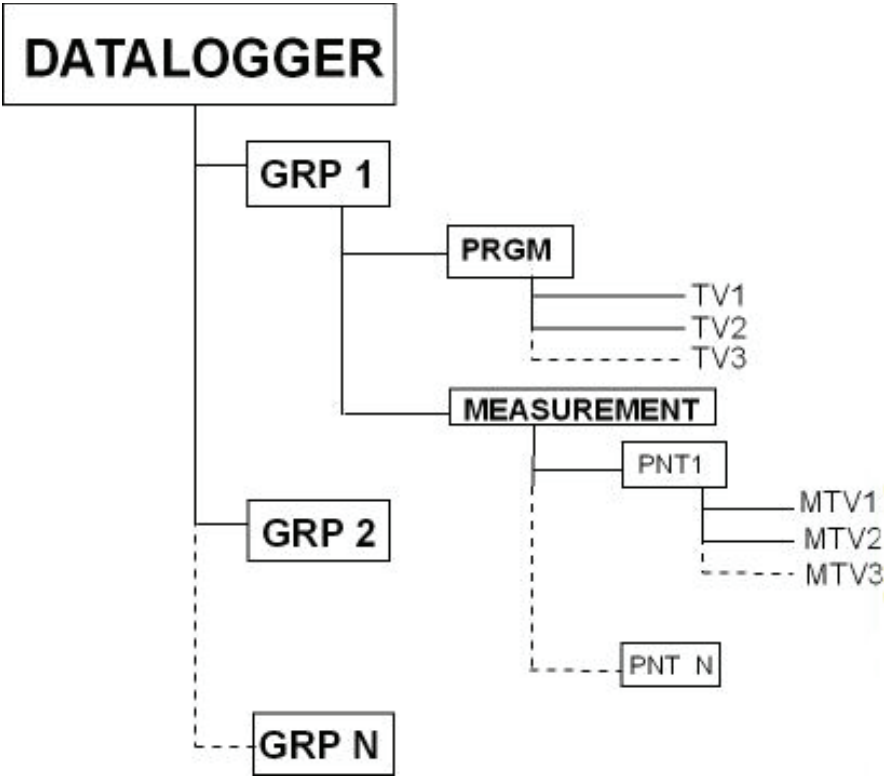 DATALOGGER
GRP 1
PRGM
TV1
TV2
TV3
MEASUREMENT
PNT1
MTV1
MTV2
MTV3
GRP 2
PNT N
GRP N